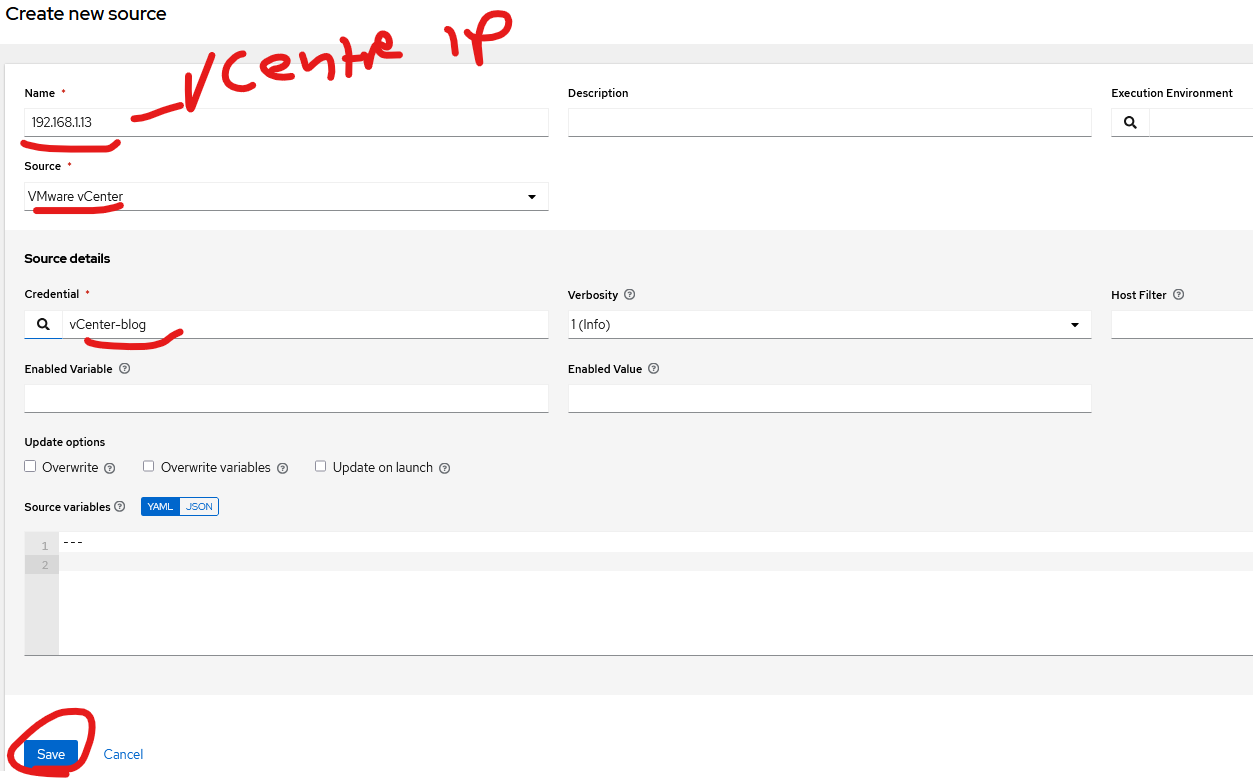 Create new source
VCentre IP
Name *
Description
Execution Environment
192.168.1.13
Source *
VMware vCenter
Source details
Credential *
Verbosity
Host Filter
vCenter-blog
1 (Info)
Enabled Variable
Enabled Value
Update options
Overwrite
Overwrite variables
Update on launch
Source variables
YAML JSON
1 ---
2
Save
Cancel